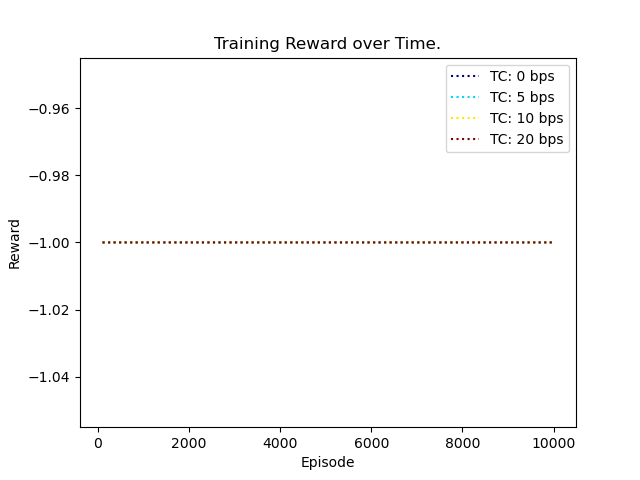 Training Reward over Time.
TC: 0 bps
TC: 5 bps
TC: 10 bps
TC: 20 bps
Reward
−0.96
−0.98
−1.00
−1.02
−1.04
0 2000 4000 6000 8000 10000
Episode